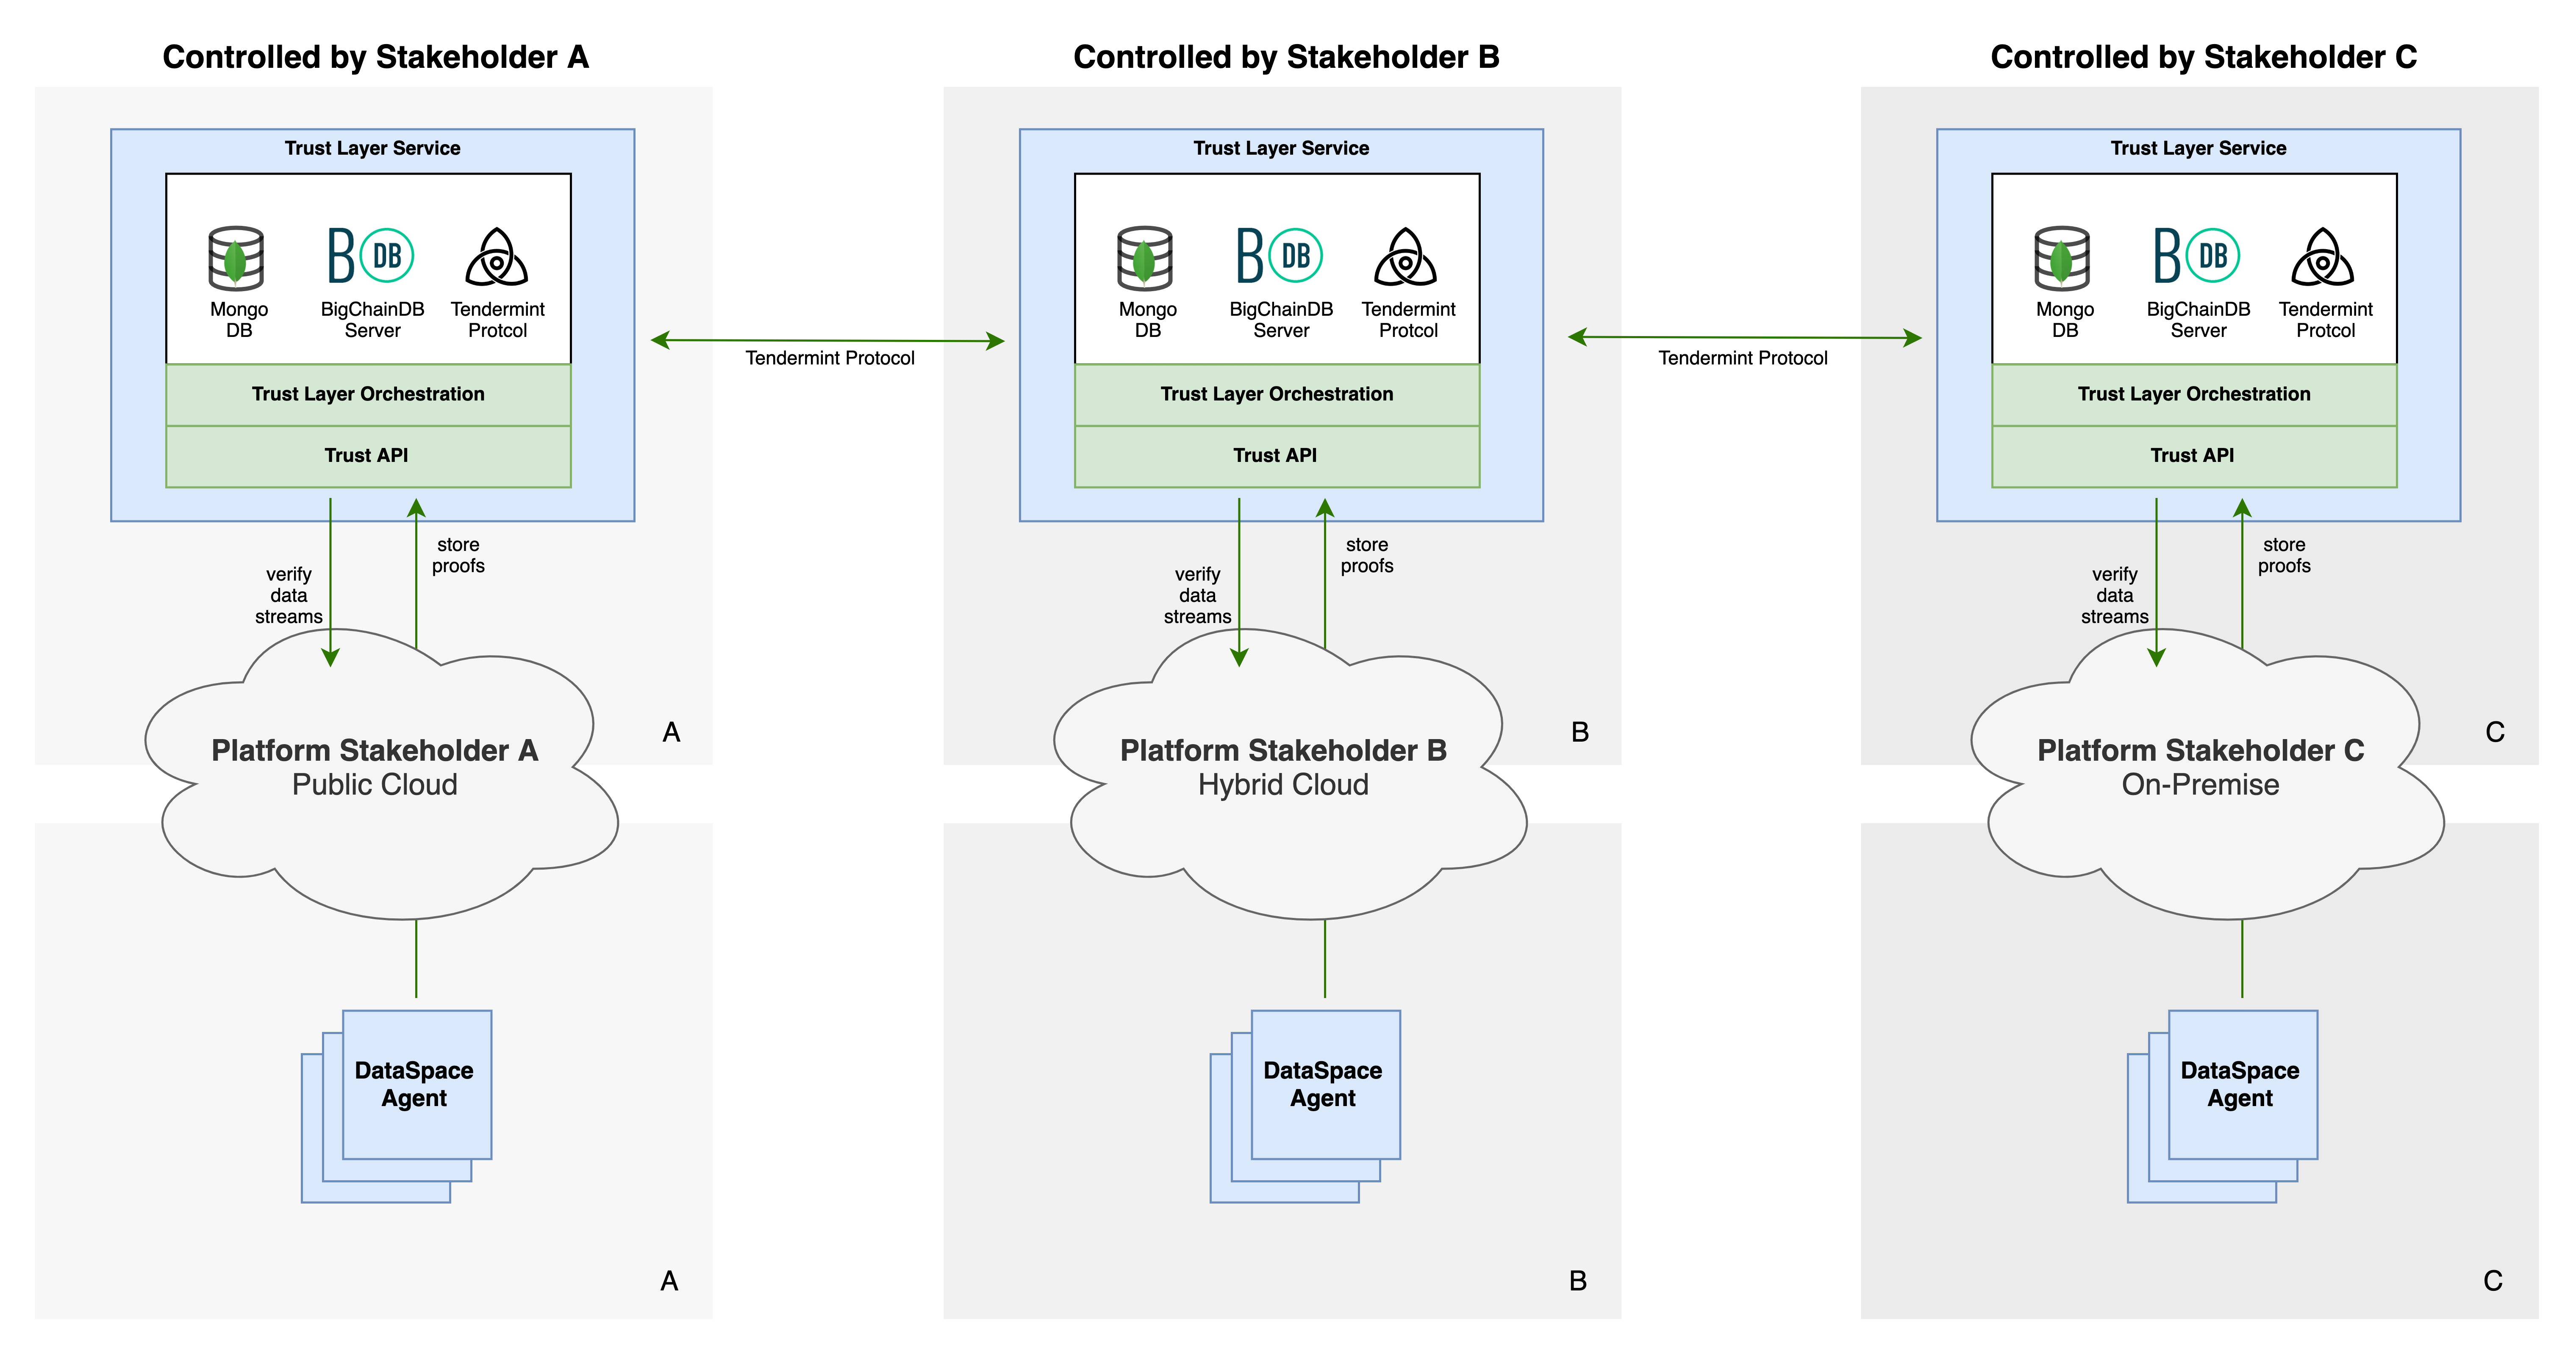 Controlled by Stakeholder A
Trust Layer Service
B DB
Mongo
DB
BigChainDB
Server
Tendermint
Protcol
Trust Layer Orchestration
Trust API
verify
data
streams
store
proofs
Platform Stakeholder A
Public Cloud
A
DataSpace
Agent
A
Tendermint Protocol
Controlled by Stakeholder B
Trust Layer Service
B DB
Mongo
DB
BigChainDB
Server
Tendermint
Protcol
Trust Layer Orchestration
Trust API
verify
data
streams
store
proofs
Platform Stakeholder B
Hybrid Cloud
B
DataSpace
Agent
B
Tendermint Protocol
Controlled by Stakeholder C
Trust Layer Service
B DB
Mongo
DB
BigChainDB
Server
Tendermint
Protcol
Trust Layer Orchestration
Trust API
verify
data
streams
store
proofs
Platform Stakeholder C
On-Premise
C
DataSpace
Agent
C